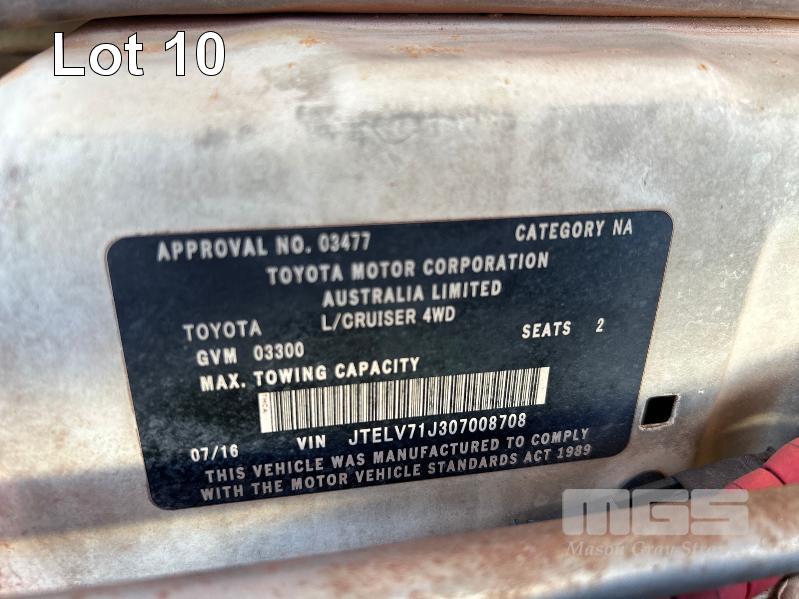 Lot 10
APPROVAL NO. 03477 CATEGORY NA
TOYOTA MOTOR CORPORATION
AUSTRALIA LIMITED
TOYOTA L/CRUISER 4WD
GVM 03300 SEATS 2
MAX. TOWING CAPACITY
07/16 VIN JTELV71J307008708
THIS VEHICLE WAS MANUFACTURED TO COMPLY
WITH THE MOTOR VEHICLE STANDARDS ACT 1989
MGS
Mason Gray